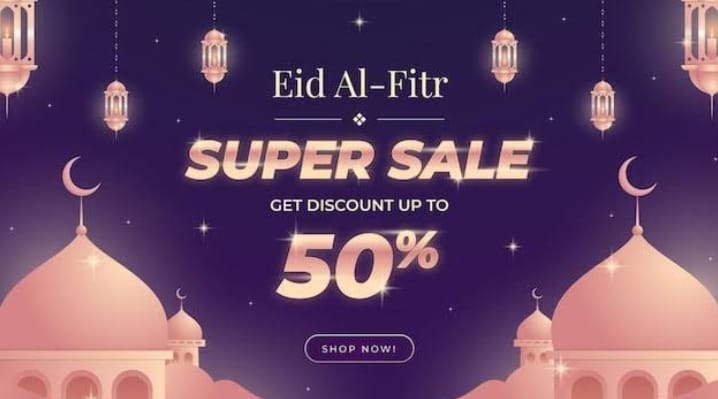 Eid Al-Fitr
SUPER SALE
GET DISCOUNT UP TO
50%
SHOP NOW!